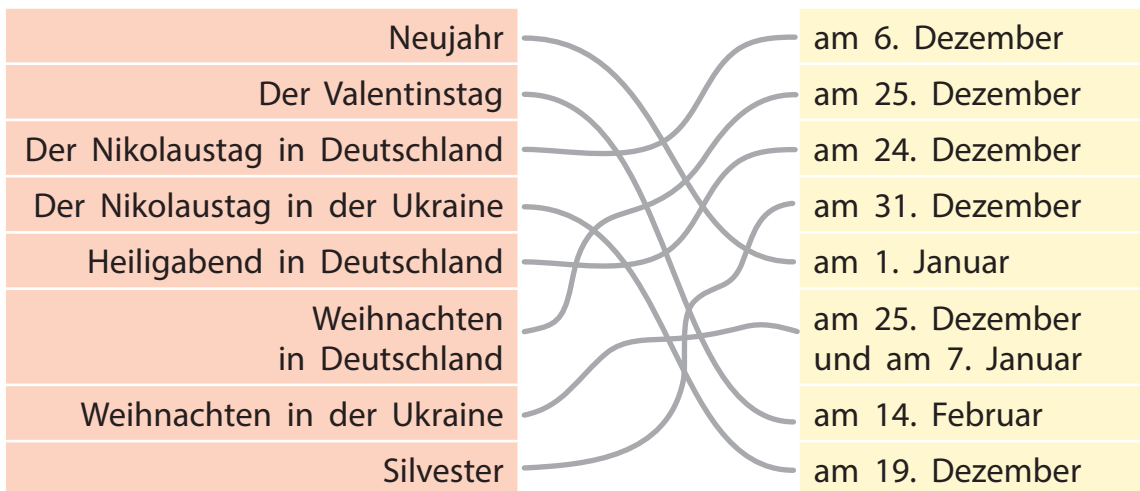 Neujahr
Der Valentinstag
Der Nikolaustag in Deutschland
Der Nikolaustag in der Ukraine
Heiligabend in Deutschland
Weihnachten
in Deutschland
Weihnachten in der Ukraine
Silvester
am 6. Dezember
am 25. Dezember
am 24. Dezember
am 31. Dezember
am 1. Januar
am 25. Dezember
und am 7. Januar
am 14. Februar
am 19. Dezember